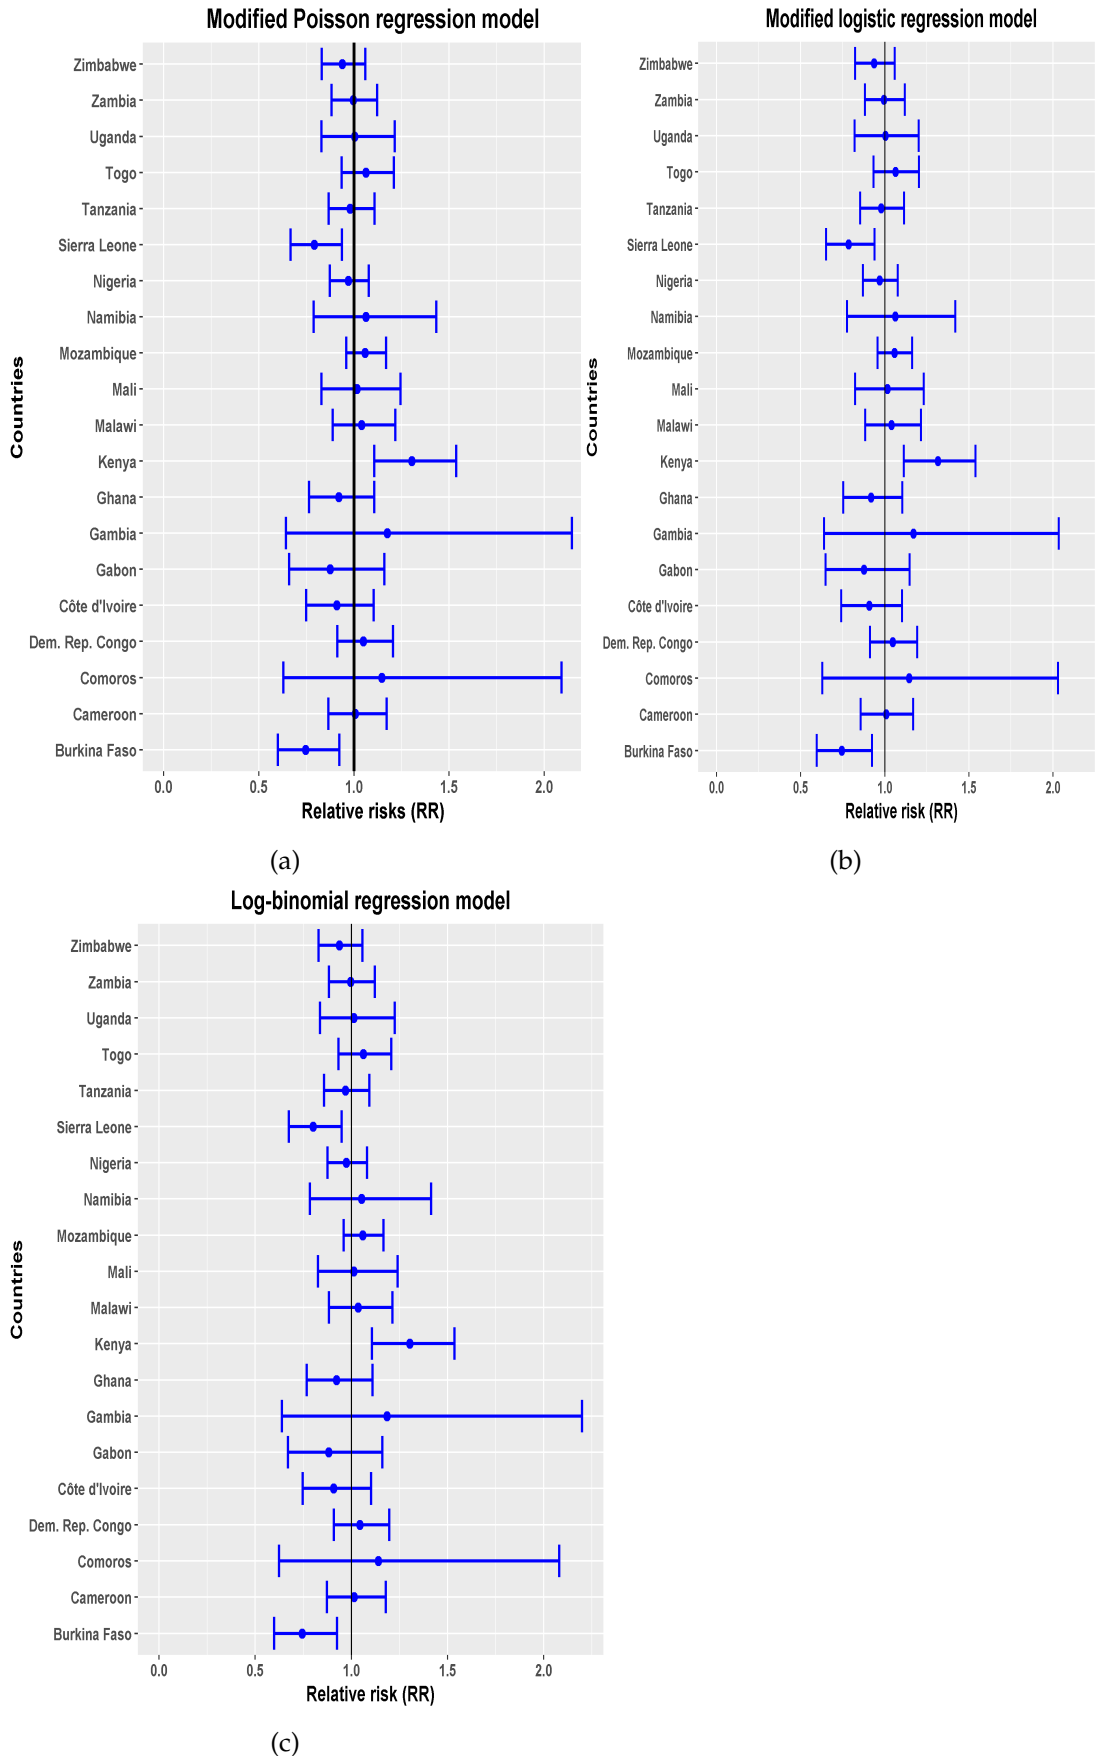 Modified Poisson regression model
Countries
Zimbabwe
Zambia
Uganda
Togo
Tanzania
Sierra Leone
Nigeria
Namibia
Mozambique
Mali
Malawi
Kenya
Ghana
Gambia
Gabon
Côte d'Ivoire
Dem. Rep. Congo
Comoros
Cameroon
Burkina Faso
0.0 0.5 1.0 1.5 2.0
Relative risks (RR)
(a)
Modified logistic regression model
Countries
Zimbabwe
Zambia
Uganda
Togo
Tanzania
Sierra Leone
Nigeria
Namibia
Mozambique
Mali
Malawi
Kenya
Ghana
Gambia
Gabon
Côte d'Ivoire
Dem. Rep. Congo
Comoros
Cameroon
Burkina Faso
0.0 0.5 1.0 1.5 2.0
Relative risk (RR)
(b)
Log-binomial regression model
Countries
Zimbabwe
Zambia
Uganda
Togo
Tanzania
Sierra Leone
Nigeria
Namibia
Mozambique
Mali
Malawi
Kenya
Ghana
Gambia
Gabon
Côte d'Ivoire
Dem. Rep. Congo
Comoros
Cameroon
Burkina Faso
0.0 0.5 1.0 1.5 2.0
Relative risk (RR)
(c)